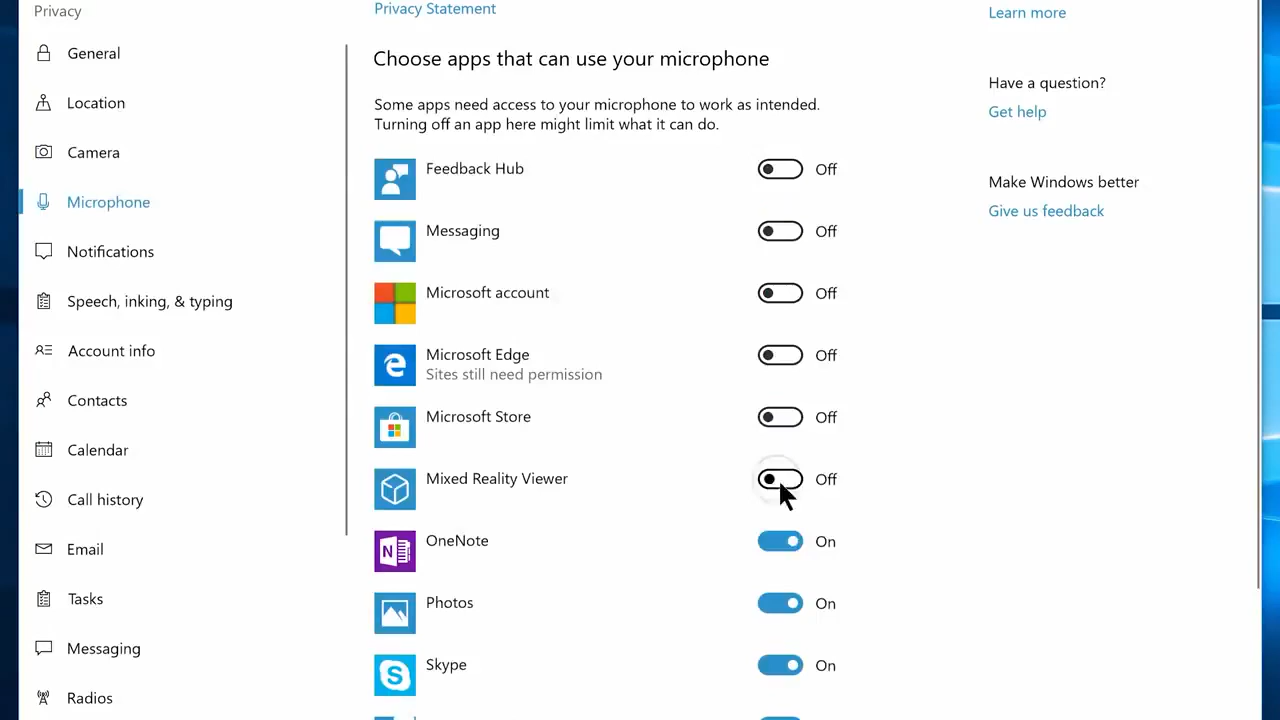 Privacy
General
Location
Camera
Microphone
Notifications
Speech, inking, & typing
Account info
Contacts
Calendar
Call history
Email
Tasks
Messaging
Radios
Privacy Statement
Choose apps that can use your microphone
Some apps need access to your microphone to work as intended.
Turning off an app here might limit what it can do.
Feedback Hub Off
Messaging Off
Microsoft account Off
Microsoft Edge Off
Sites still need permission
Microsoft Store Off
Mixed Reality Viewer Off
OneNote On
Photos On
Skype On
Learn more
Have a question?
Get help
Make Windows better
Give us feedback